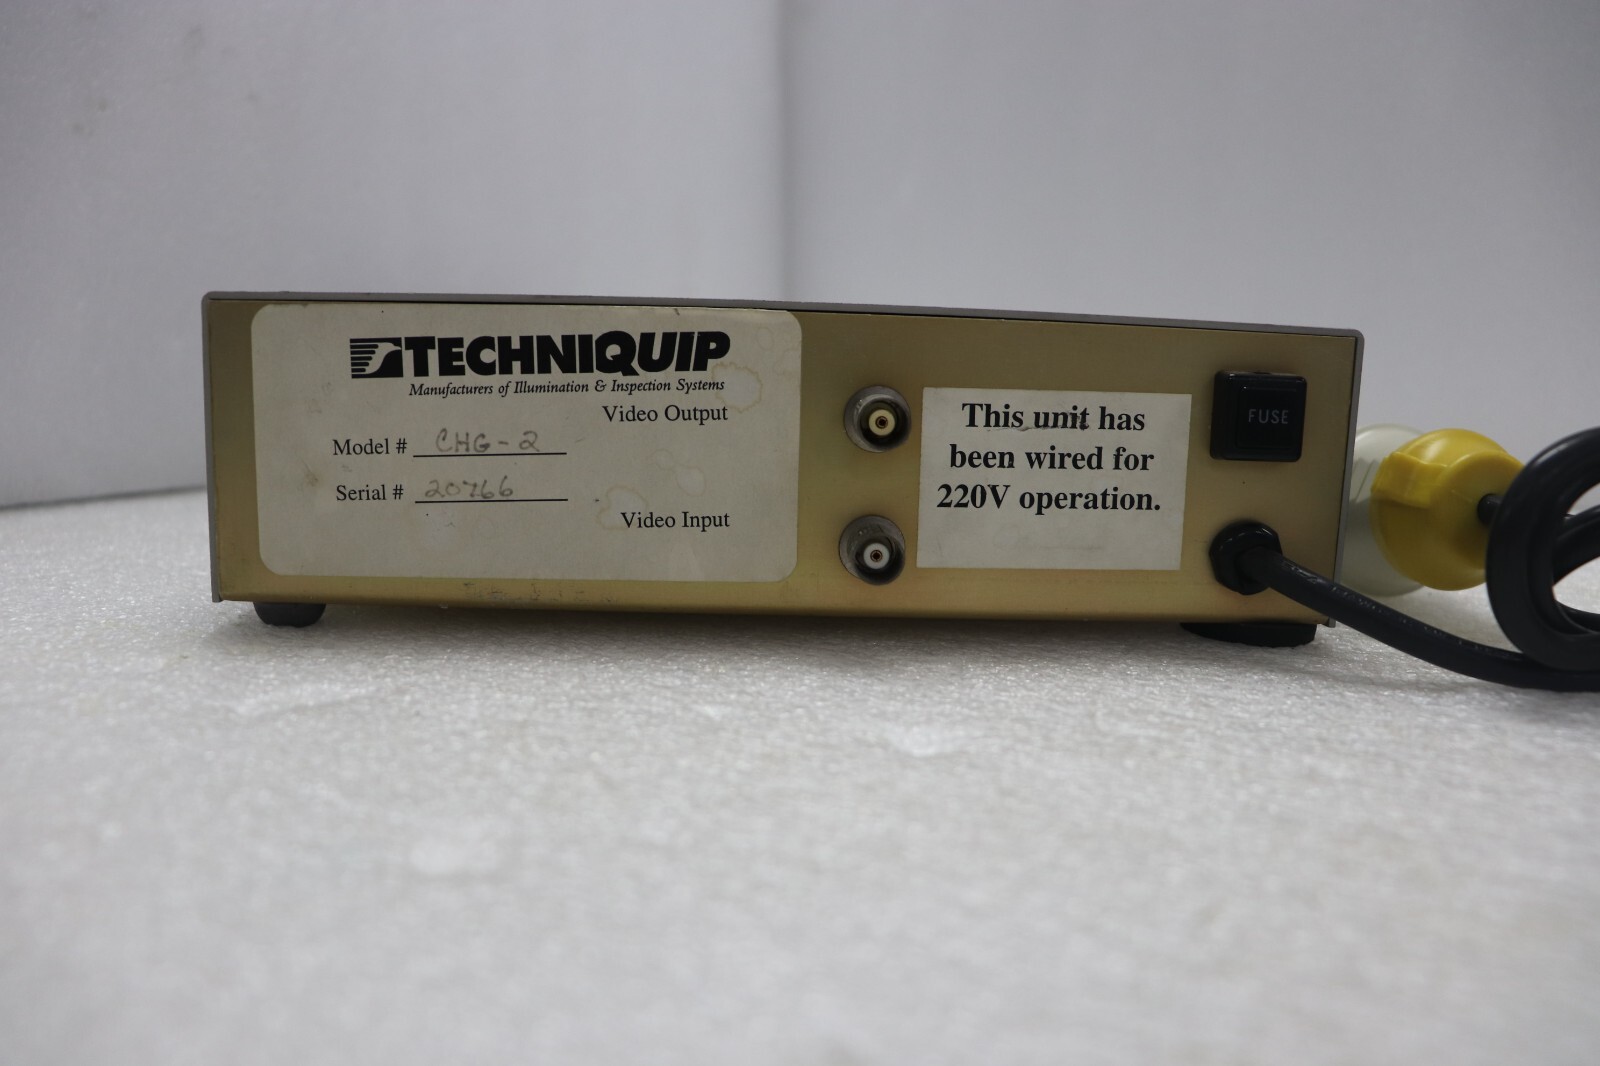 TECHNIQUIP
Manufacturers of Illumination & Inspection Systems
Video Output
Model # CHG-2
Serial # 20766
Video Input
This unit has
been wired for
220V operation.
FUSE